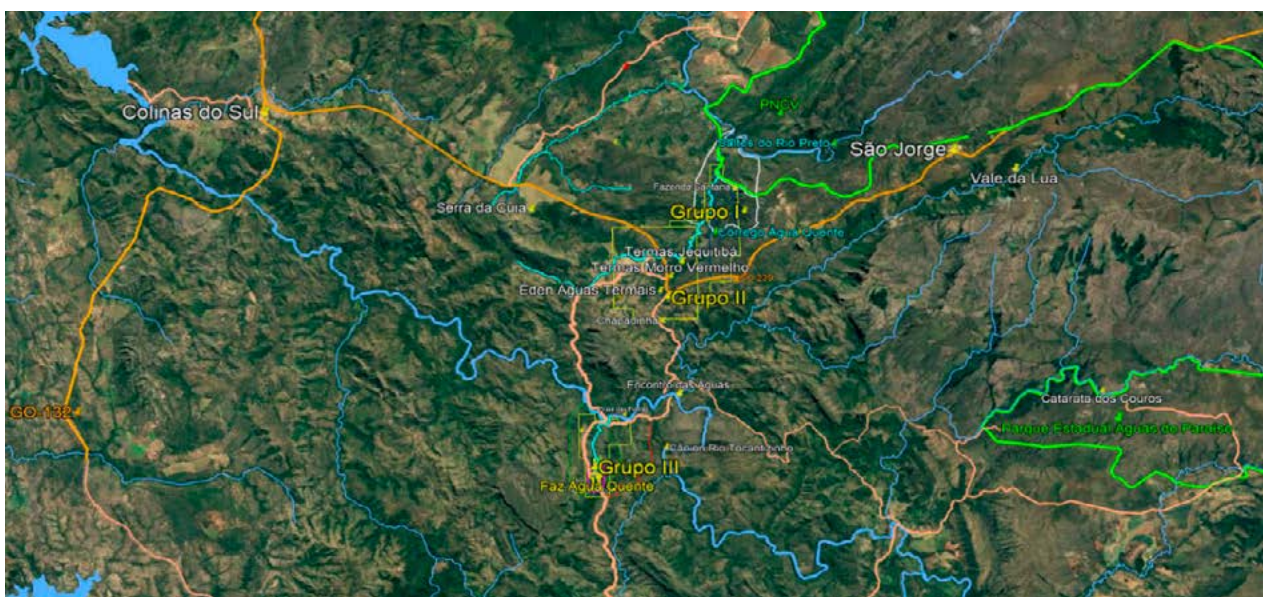 PNCV
Colinas do Sul
Saltos do Rio Preto
São Jorge
Vale da Lua
Fazenda Santana
Serra da Cuia
Grupo I
Córrego Água Quente
Termas Jequitibá
Termas Morro Vermelho
Eden Águas Termais
Grupo II
Chapadinha
Encontro das Águas
Catarata dos Couros
GO-132
Parque Estadual Águas do Paraíso
Cânion Rio Tocantinzinho
Grupo III
Faz Água Quente